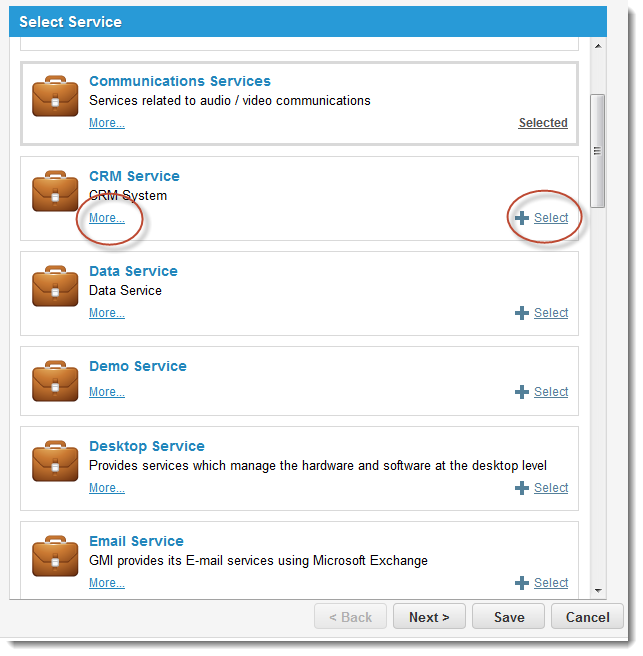 Select Service
Communications Services
Services related to audio / video communications
More...
Selected
CRM Service
CRM System
More...
Select
Data Service
Data Service
More...
Select
Demo Service
More...
Select
Desktop Service
Provides services which manage the hardware and software at the desktop level
More...
Select
Email Service
GMI provides its E-mail services using Microsoft Exchange
More...
Select
< Back
Next >
Save
Cancel